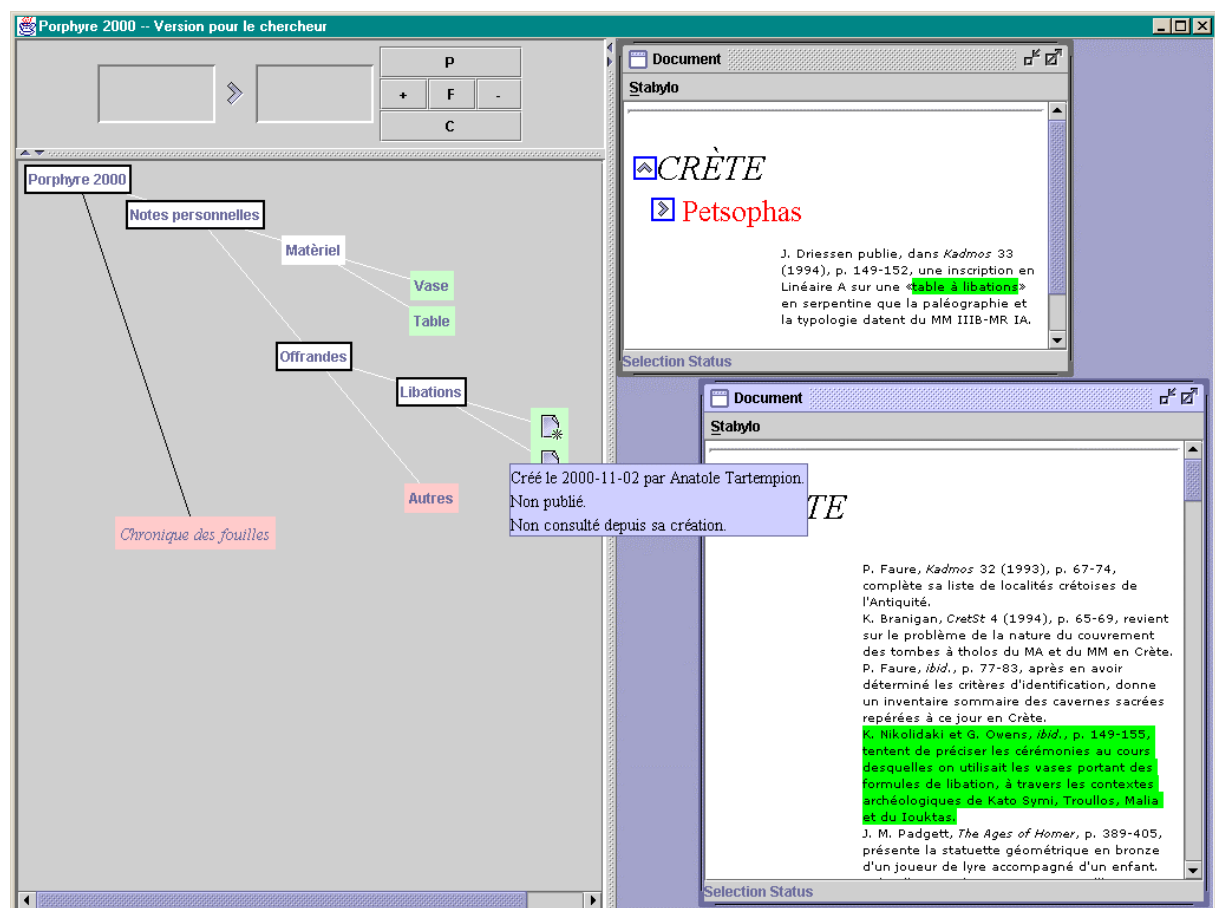 Porphyre 2000 -- Version pour le chercheur
P
+ F -
C
Porphyre 2000
Notes personnelles
Matèriel
Vase
Table
Offrandes
Libations
Autres
Chronique des fouilles
Créé le 2000-11-02 par Anatole Tartempion.
Non publié.
Non consulté depuis sa création.
Document
Stabylo
CRÈTE
Petsophas
J. Driessen publie, dans Kadmos 33
(1994), p. 149-152, une inscription en
Linéaire A sur une «table à libations»
en serpentine que la paléographie et
la typologie datent du MM IIIB-MR IA.
Selection Status
Document
Stabylo
TE
P. Faure, Kadmos 32 (1993), p. 67-74,
complète sa liste de localités crétoises de
l'Antiquité.
K. Branigan, CretSt 4 (1994), p. 65-69, revient
sur le problème de la nature du couvrement
des tombes à tholos du MA et du MM en Crète.
P. Faure, ibid., p. 77-83, après en avoir
déterminé les critères d'identification, donne
un inventaire sommaire des cavernes sacrées
repérées à ce jour en Crète.
K. Nikolidaki et G. Owens, ibid., p. 149-155,
tentent de préciser les cérémonies au cours
desquelles on utilisait les vases portant des
formules de libation, à travers les contextes
archéologiques de Kato Symi, Troullos, Malia
et du Iouktas.
J. M. Padgett, The Ages of Homer, p. 389-405,
présente la statuette géométrique en bronze
d'un joueur de lyre accompagné d'un enfant.
Selection Status